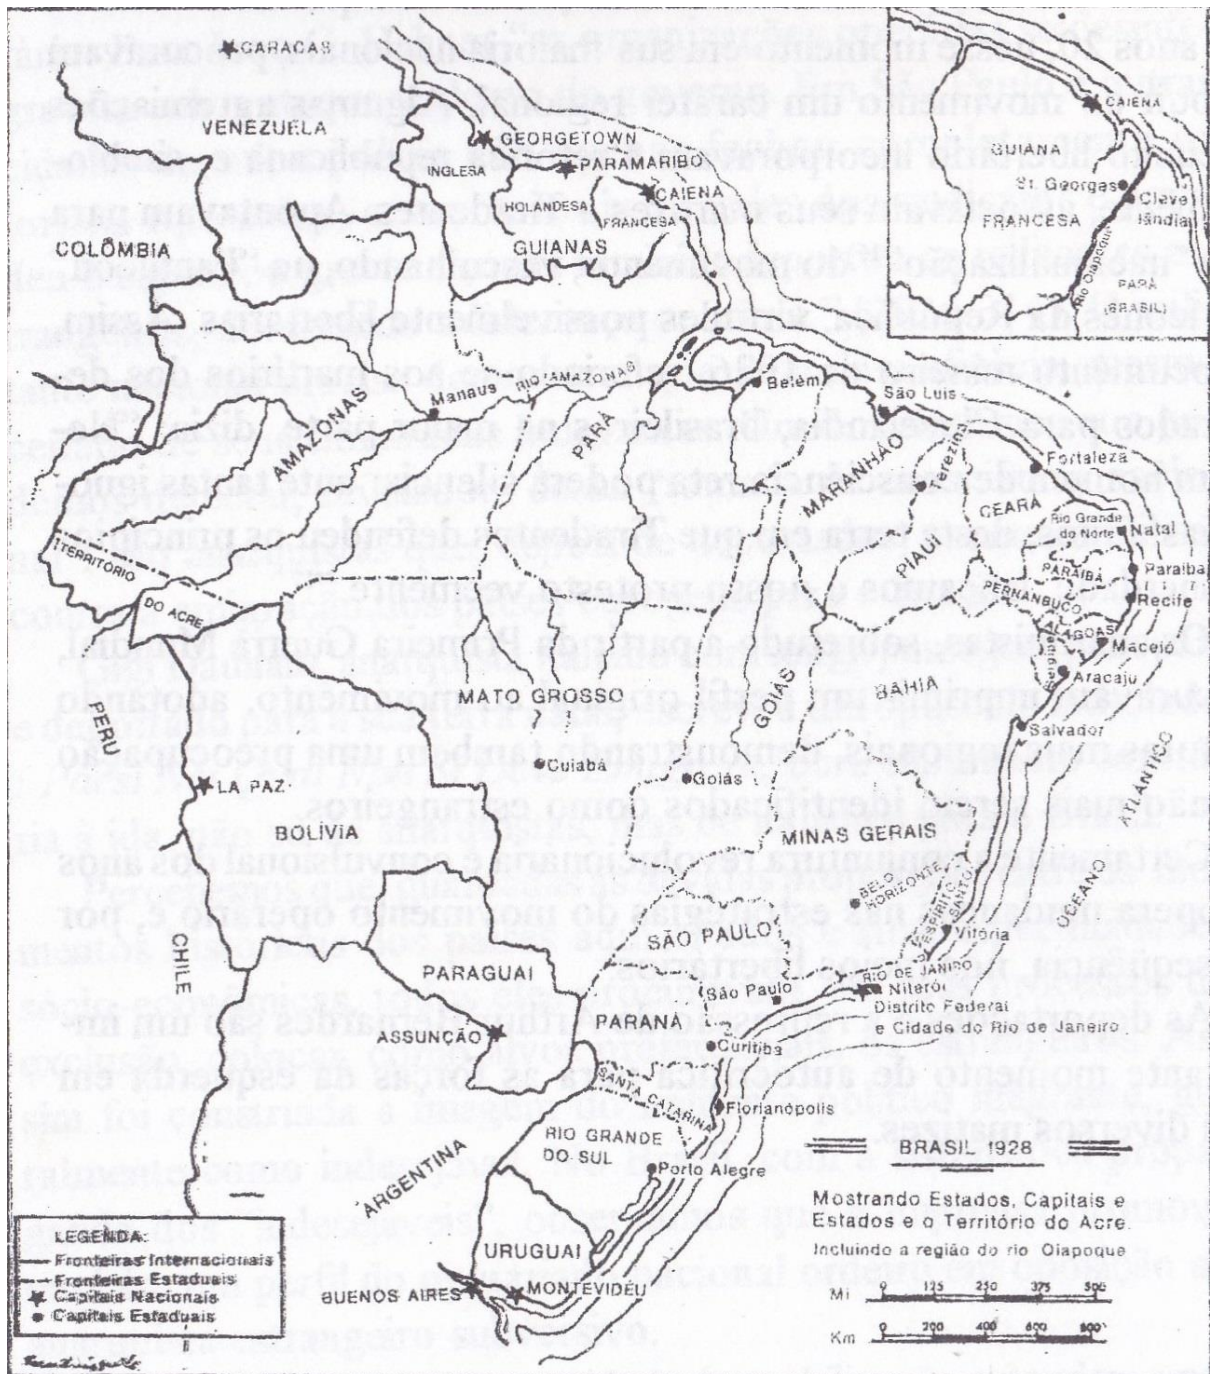 CARACAS
VENEZUELA
COLÔMBIA
GEORGETOWN
INGLESA
PARAMARIBO
HOLANDESA
CAIENA
FRANCESA
GUIANAS
CAIENA
GUIANA
FRANCESA
St. Georges
Cleve
lândia
Rio Oiapoque
PARÁ
(BRASIL)
Manaus
RIO AMAZONAS
Belém
São Luís
AMAZONAS
PARÁ
MARANHÃO
Teresina
Fortaleza
CEARÁ
Rio Grande
do Norte
Natal
PARAÍBA
Paraíba
PIAUÍ
PERNAMBUCO
Recife
ALAGOAS
Maceió
Sergipe
Aracaju
TERRITÓRIO
DO ACRE
PERU
MATO GROSSO
Cuiabá
GOIÁS
Goiás
BAHIA
Salvador
LA PAZ
BOLÍVIA
MINAS GERAIS
BELO
HORIZONTE
ESPÍRITO
SANTO
Vitória
OCEANO ATLÂNTICO
CHILE
PARAGUAI
ASSUNÇÃO
SÃO PAULO
São Paulo
RIO DE JANEIRO
Niterói
Distrito Federal
e Cidade do Rio de Janeiro
PARANÁ
Curitiba
SANTA CATARINA
Florianópolis
RIO GRANDE
DO SUL
Porto Alegre
ARGENTINA
URUGUAI
BUENOS AIRES
MONTEVIDÉU
BRASIL 1928
Mostrando Estados, Capitais e
Estados e o Território do Acre.
Incluindo a região do rio Oiapoque
Mi 0 125 250 375 500
Km 0 200 400 600 800
LEGENDA:
Fronteiras Internacionais
Fronteiras Estaduais
Capitais Nacionais
Capitais Estaduais